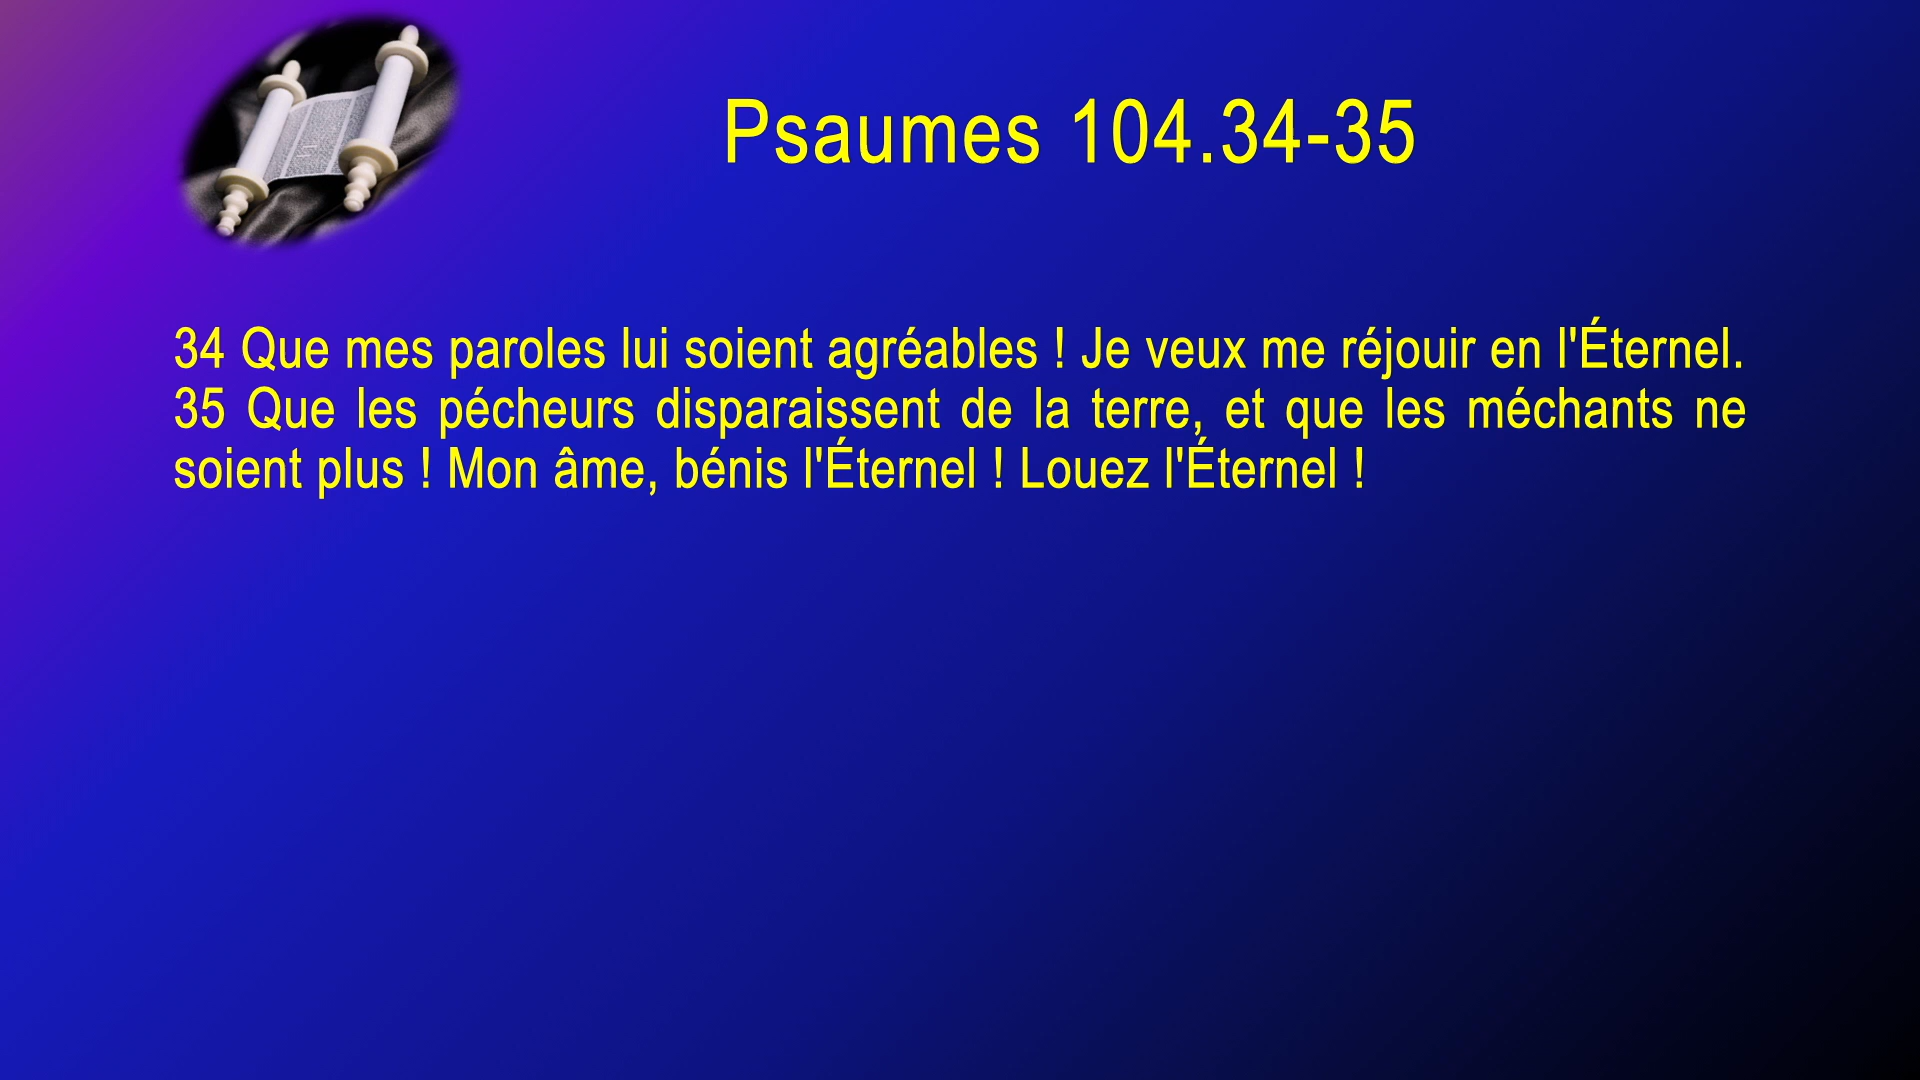 Psaumes 104.34-35
34 Que mes paroles lui soient agréables ! Je veux me réjouir en l'Éternel.
35 Que les pécheurs disparaissent de la terre, et que les méchants ne
soient plus ! Mon âme, bénis l'Éternel ! Louez l'Éternel !